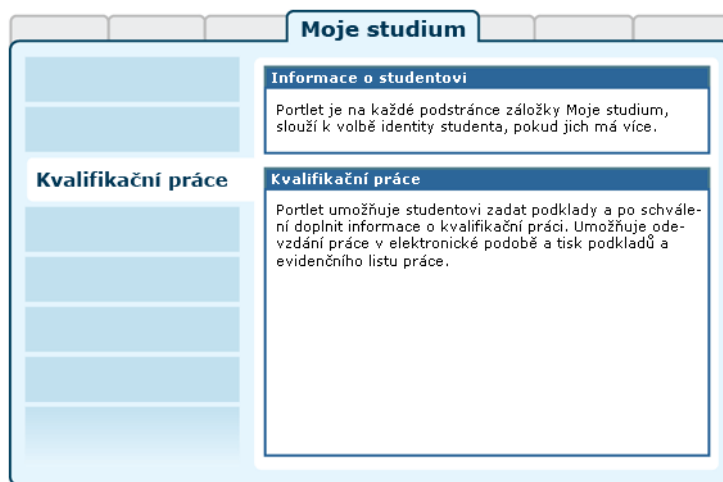 Moje studium
Informace o studentovi
Portlet je na každé podstránce záložky Moje studium,
slouží k volbě identity studenta, pokud jich má více.
Kvalifikační práce
Kvalifikační práce
Portlet umožňuje studentovi zadat podklady a po schvále-
ní doplnit informace o kvalifikační práci. Umožňuje ode-
vzdání práce v elektronické podobě a tisk podkladů a
evidenčního listu práce.